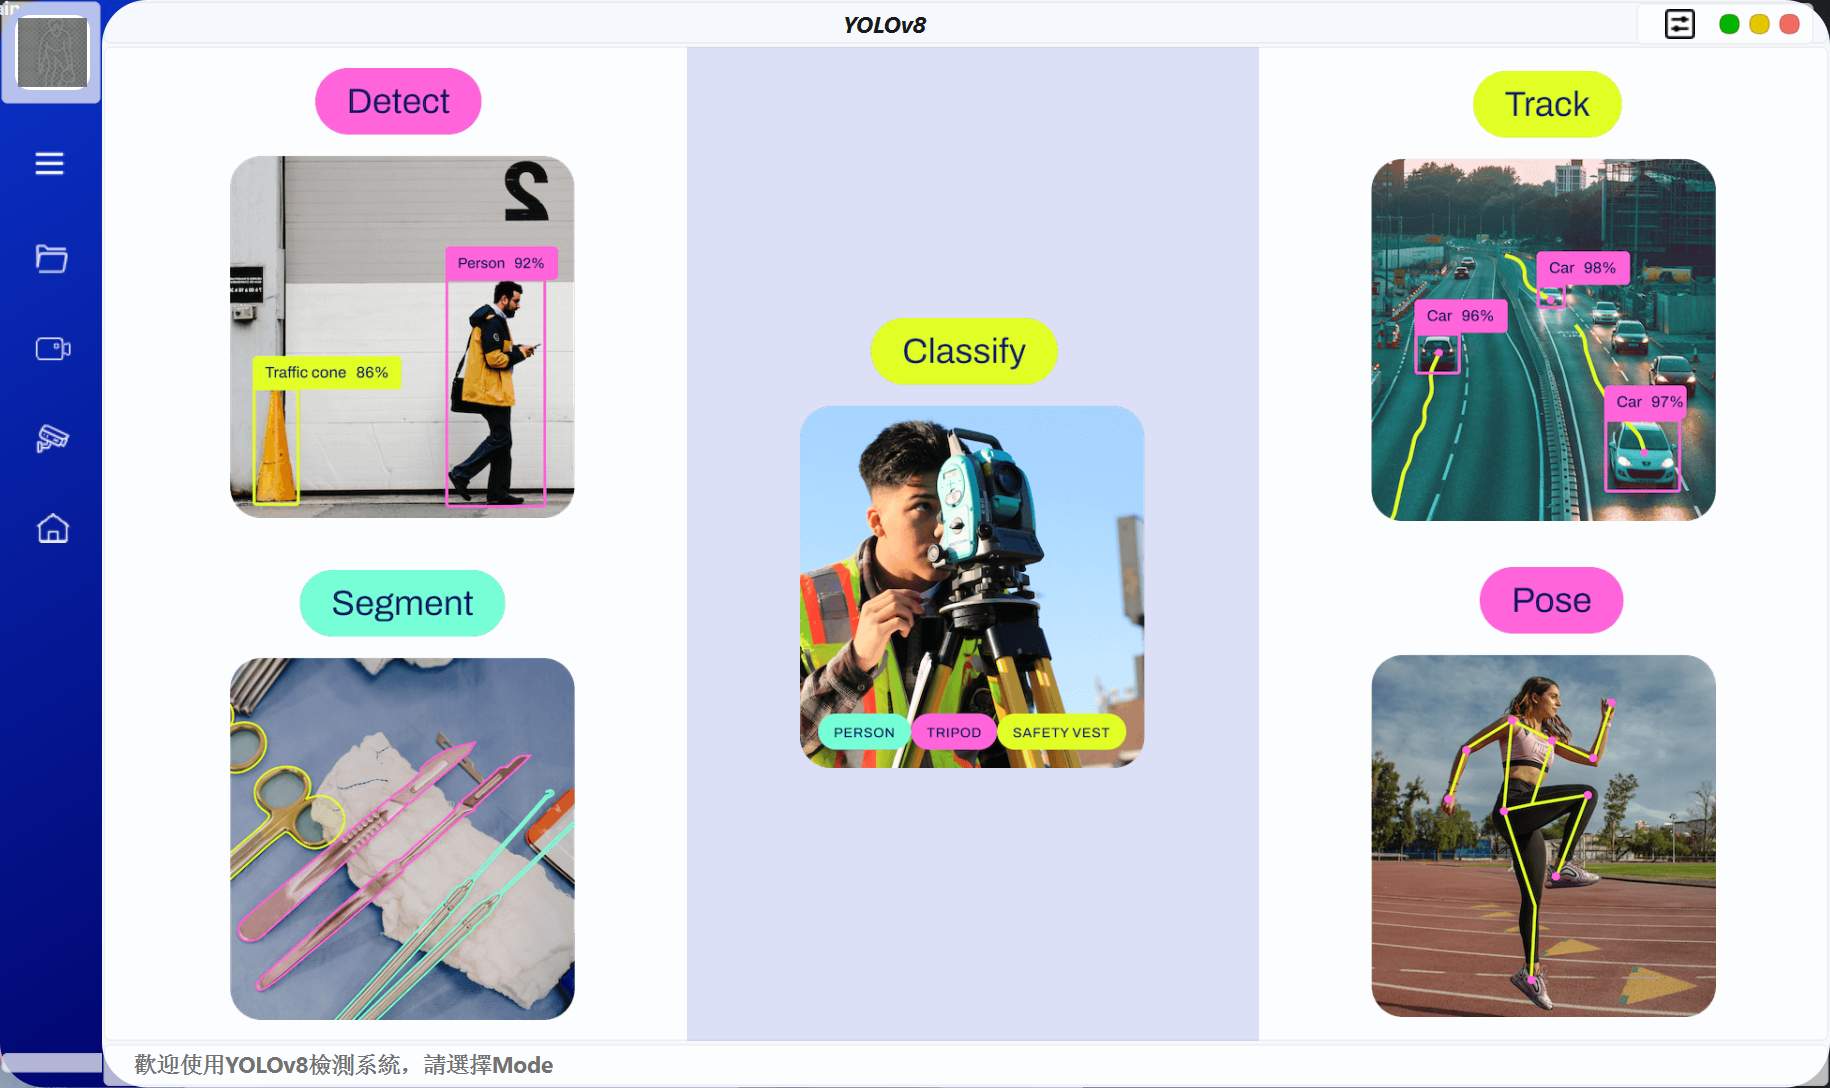 YOLOv8
Detect
2
Person 92%
Traffic cone 86%
Segment
Classify
PERSON
TRIPOD
SAFETY VEST
Track
Car 98%
Car 96%
Car 97%
Pose
歡迎使用YOLOv8檢測系統，請選擇Mode